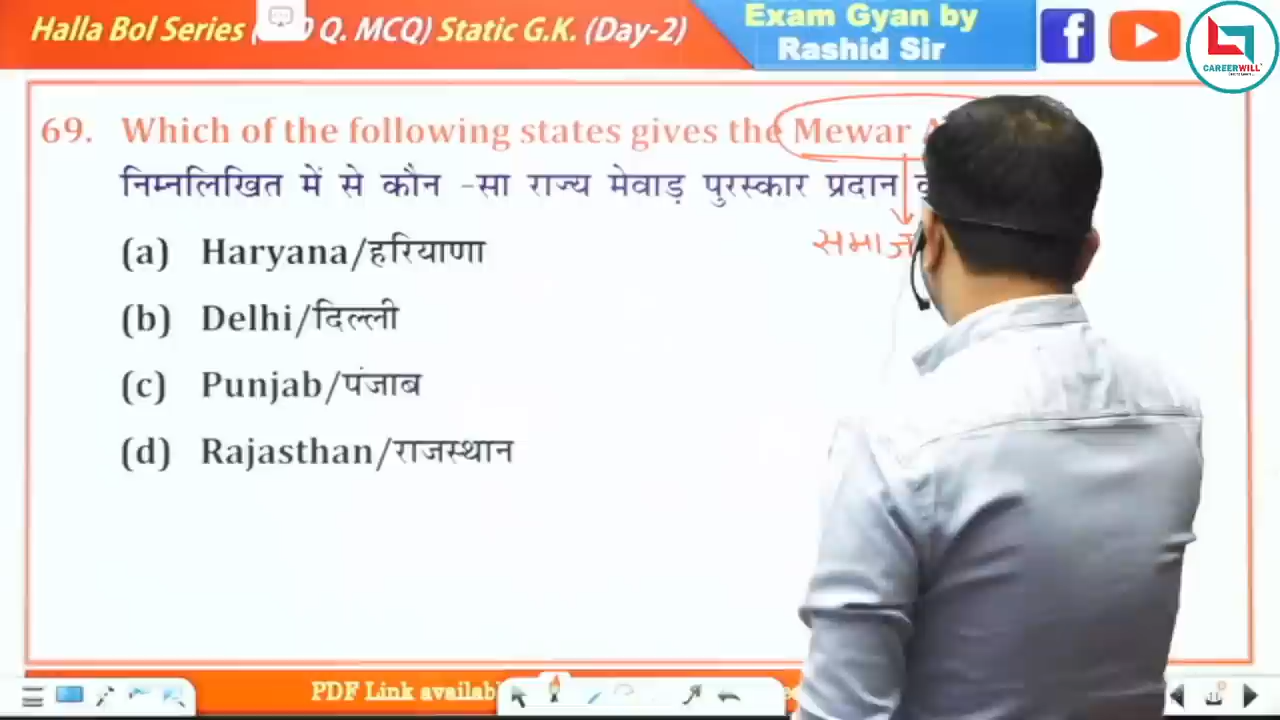 Halla Bol Series Q. MCQ) Static G.K. (Day-2)
Exam Gyan by
Rashid Sir
CAREERWILL
69. Which of the following states gives the Mewar
निम्नलिखित में से कौन -सा राज्य मेवाड़ पुरस्कार प्रदान
समाज
(a) Haryana/हरियाणा
(b) Delhi/दिल्ली
(c) Punjab/पंजाब
(d) Rajasthan/राजस्थान
PDF Link